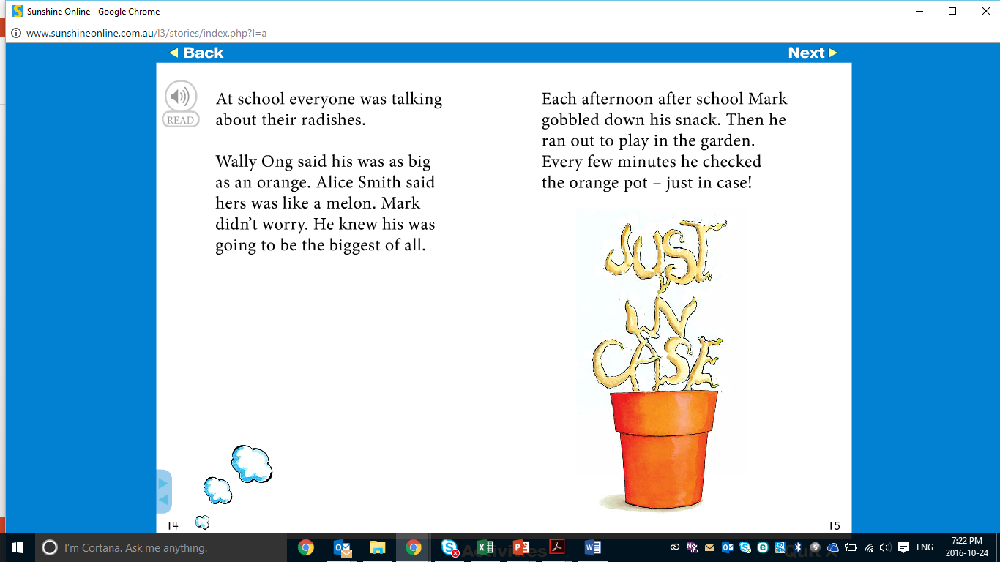 Sunshine Online - Google Chrome
www.sunshineonline.com.au/l3/stories/index.php?l=a
Back
Next
READ
At school everyone was talking
about their radishes.
Wally Ong said his was as big
as an orange. Alice Smith said
hers was like a melon. Mark
didn't worry. He knew his was
going to be the biggest of all.
14
Each afternoon after school Mark
gobbled down his snack. Then he
ran out to play in the garden.
Every few minutes he checked
the orange pot – just in case!
JUST
IN
CASE
15
Activities
Quit X
I'm Cortana. Ask me anything.
ENG
7:22 PM
2016-10-24